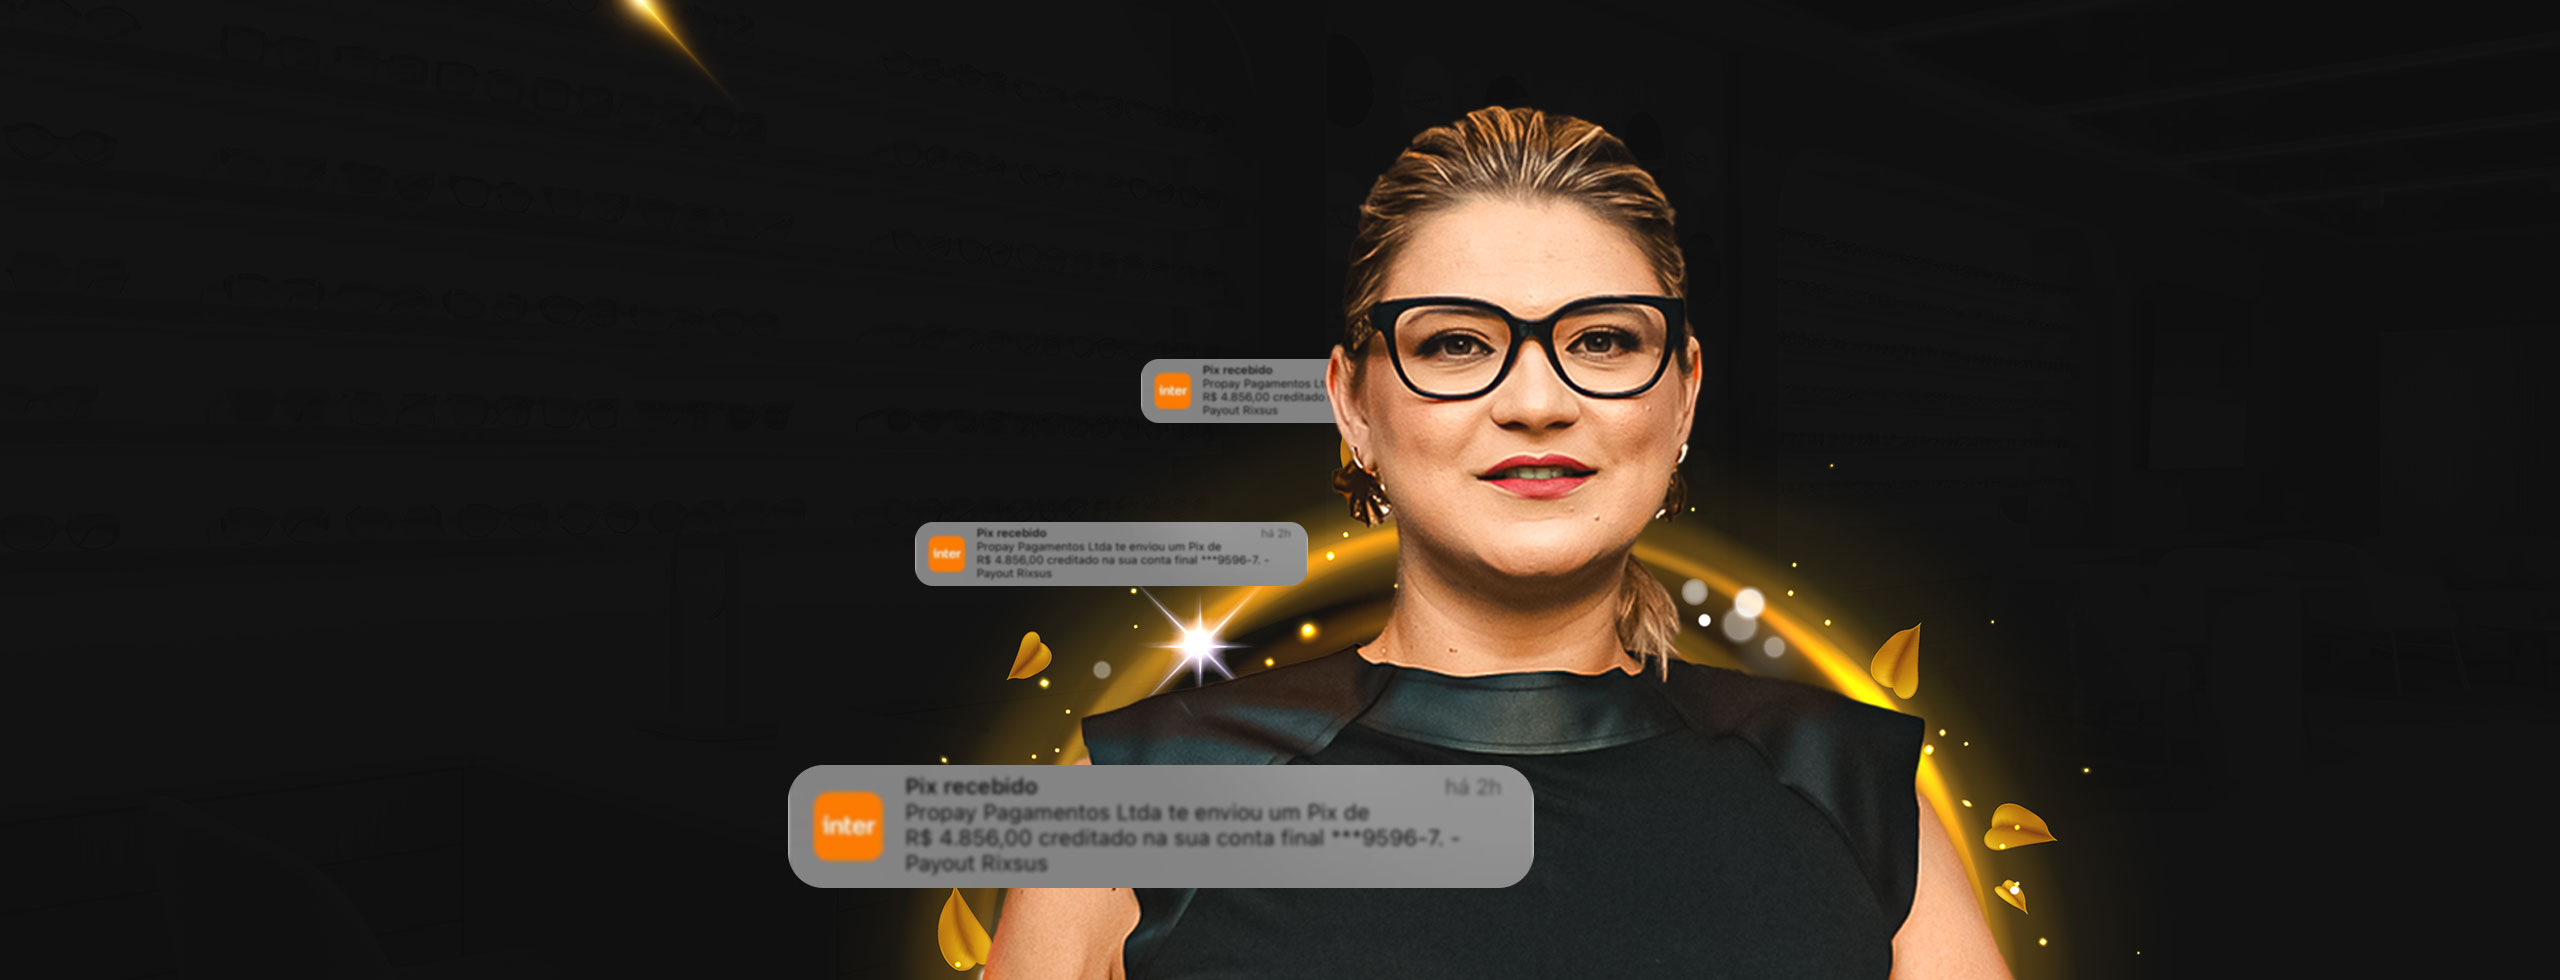 Pix recebido
inter
Propay Pagamentos Lt
R$ 4.856,00 creditado
Payout Rixsus
Pix recebido
há 2h
inter
Propay Pagamentos Ltda te enviou um Pix de
R$ 4.856,00 creditado na sua conta final ***9596-7. -
Payout Rixsus
Pix recebido
há 2h
inter
Propay Pagamentos Ltda te enviou um Pix de
R$ 4.856,00 creditado na sua conta final ***9596-7. -
Payout Rixsus